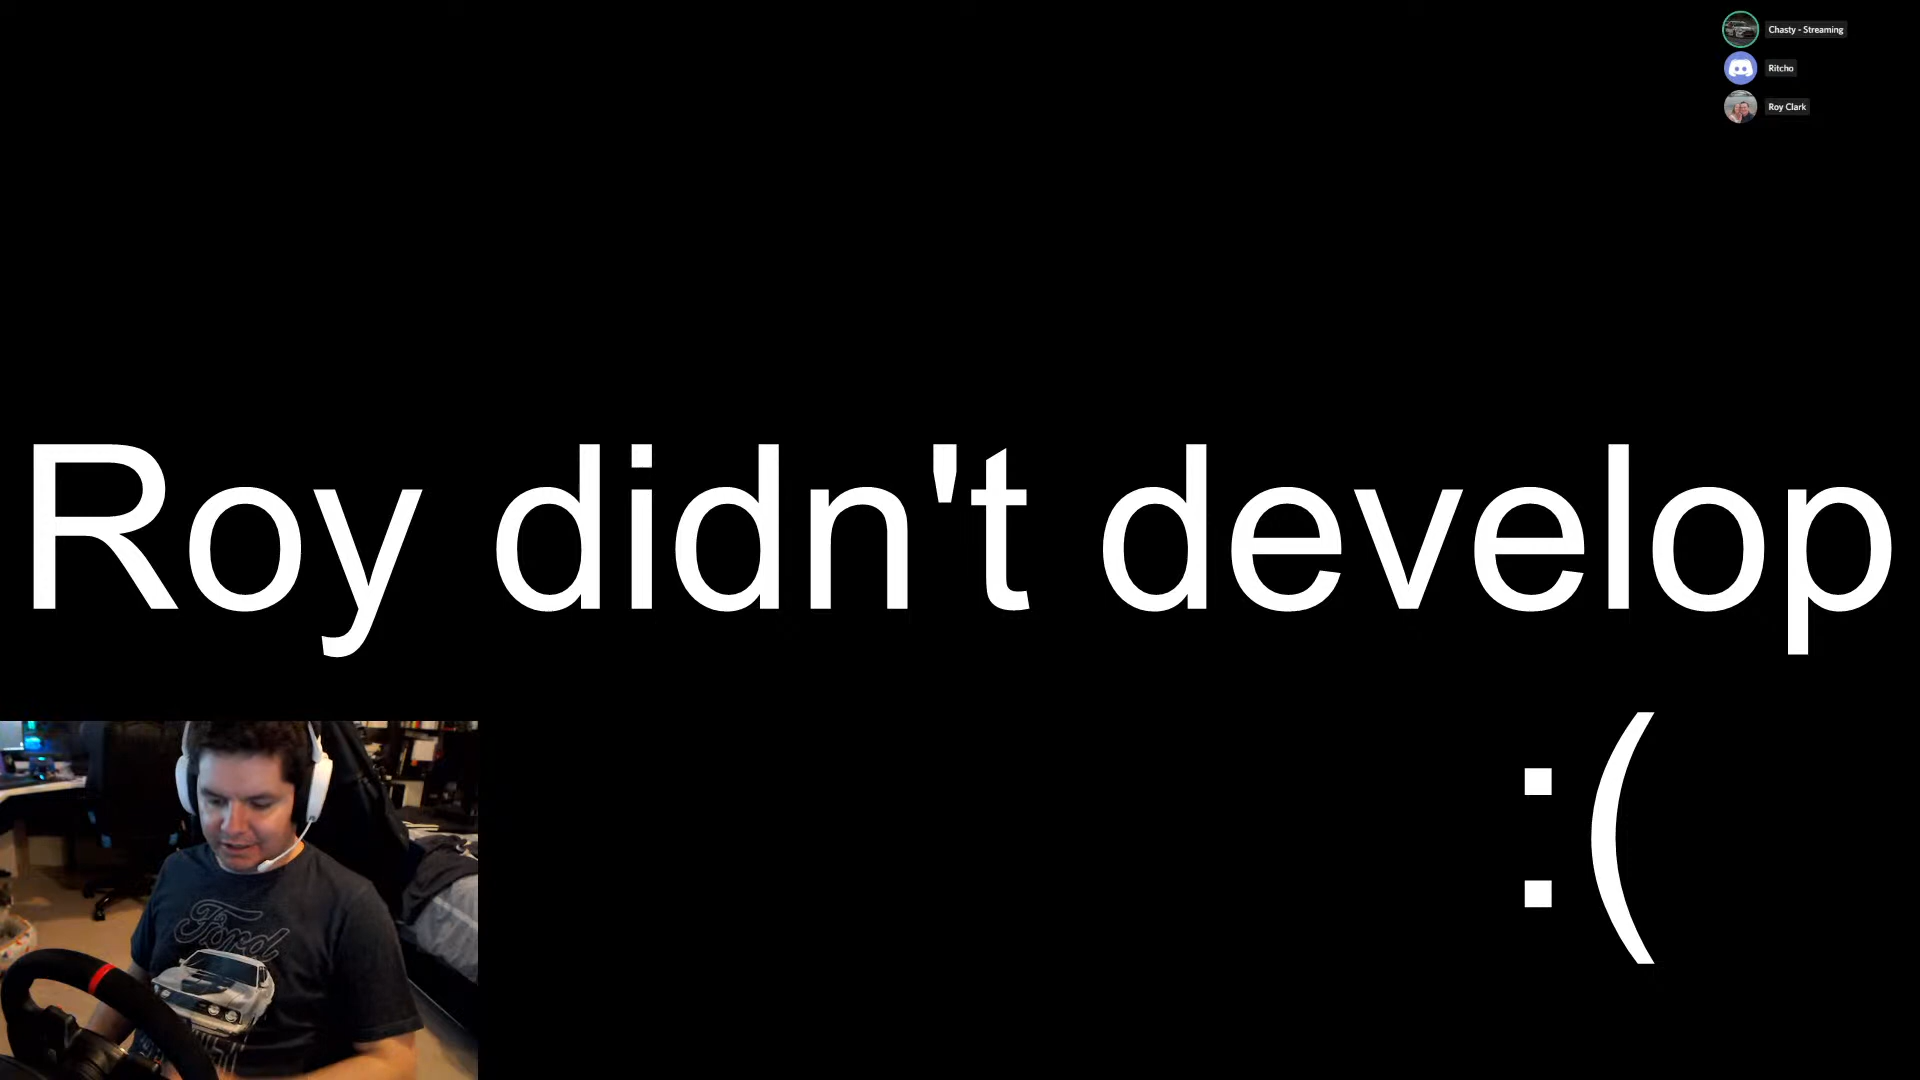 Chasty - Streaming
Ritcho
Roy Clark
Roy didn't develop
:(
Ford